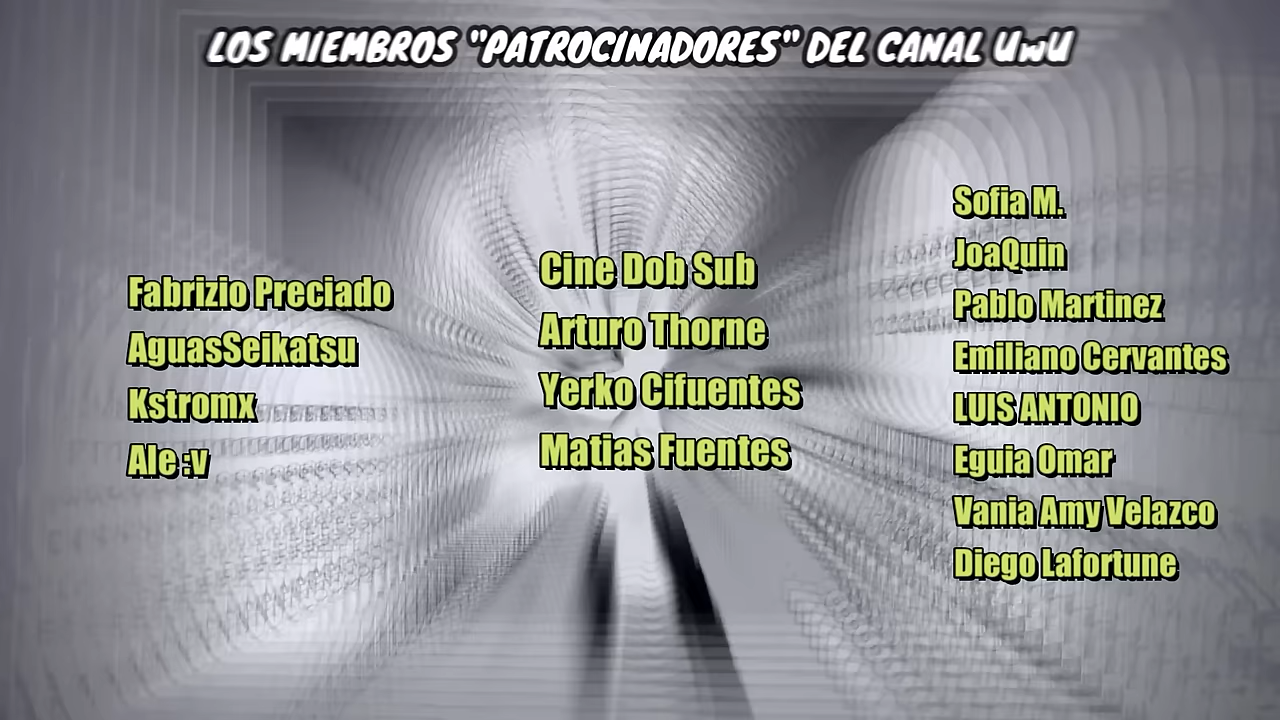 LOS MIEMBROS "PATROCINADORES" DEL CANAL UwU
Fabrizio Preciado
AguasSeikatsu
Kstromx
Ale :v
Cine Dob Sub
Arturo Thorne
Yerko Cifuentes
Matias Fuentes
Sofia M.
JoaQuin
Pablo Martinez
Emiliano Cervantes
LUIS ANTONIO
Eguia Omar
Vania Amy Velazco
Diego Lafortune